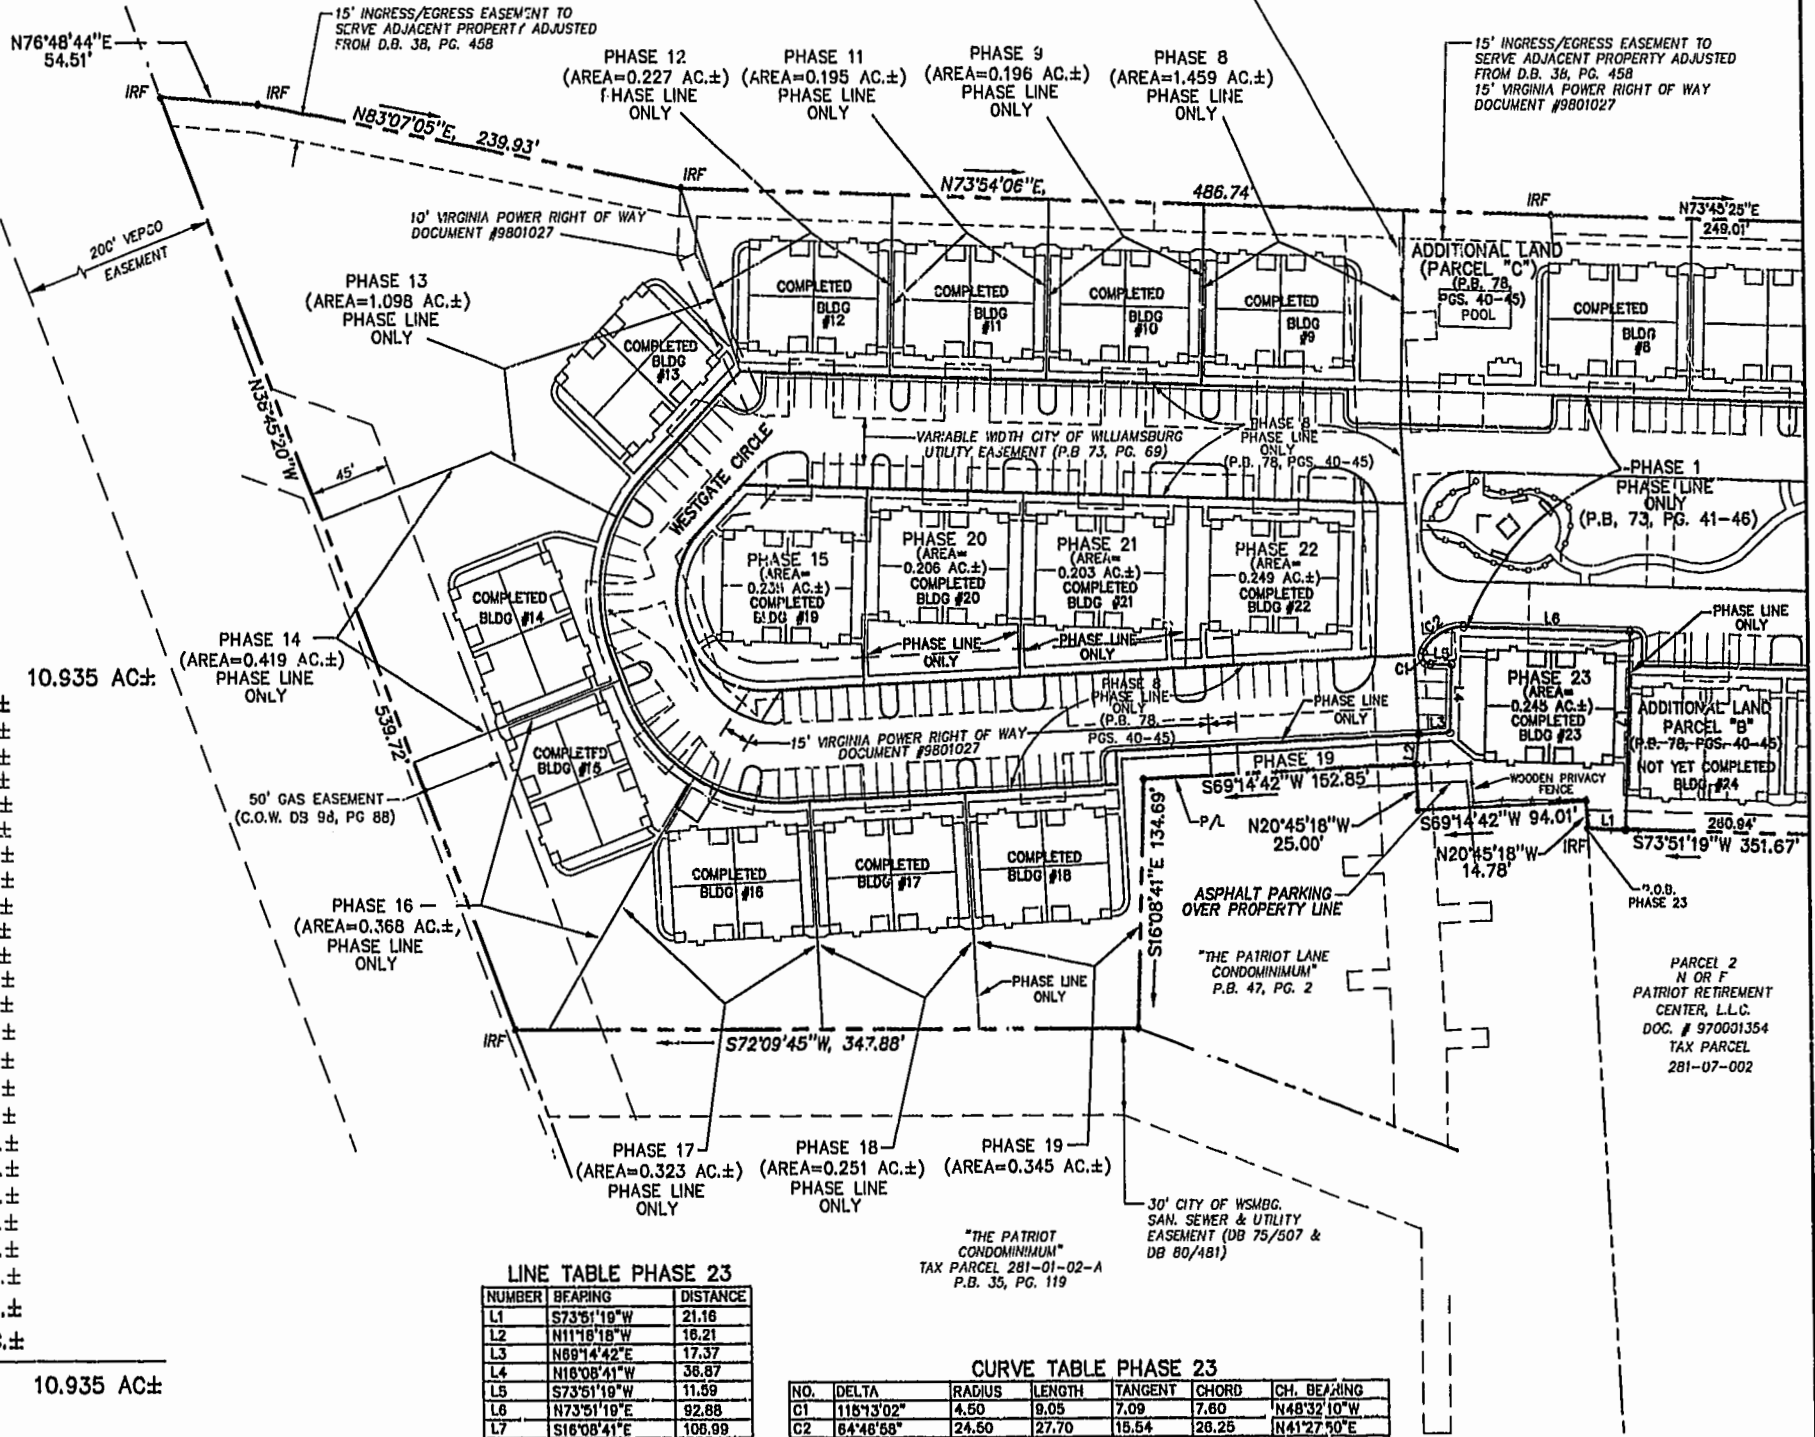 15' INGRESS/EGRESS EASEMENT TO
SERVE ADJACENT PROPERTY ADJUSTED
FROM D.B. 38, PG. 458
N76°48'44"E
54.51'
IRF
IRF
N83°07'05"E, 239.93'
PHASE 12
(AREA=0.227 AC.±)
PHASE LINE
ONLY
PHASE 11
(AREA=0.195 AC.±)
PHASE LINE
ONLY
PHASE 9
(AREA=0.196 AC.±)
PHASE LINE
ONLY
PHASE 8
(AREA=1.459 AC.±)
PHASE LINE
ONLY
15' INGRESS/EGRESS EASEMENT TO
SERVE ADJACENT PROPERTY ADJUSTED
FROM D.B. 38, PG. 458
15' VIRGINIA POWER RIGHT OF WAY
DOCUMENT #9801027
IRF
N73°54'06"E, 486.74'
IRF
N73°45'25"E
249.01'
10' VIRGINIA POWER RIGHT OF WAY
DOCUMENT #9801027
200' VEPCO
EASEMENT
PHASE 13
(AREA=1.098 AC.±)
PHASE LINE
ONLY
COMPLETED
BLDG
#12
COMPLETED
BLDG
#11
COMPLETED
BLDG
#10
COMPLETED
BLDG
#9
ADDITIONAL LAND
(PARCEL "C")
(P.B. 78,
PGS. 40-45)
POOL
COMPLETED
BLDG
#8
COMPLETED
BLDG
#13
N38°45'20"W
539.72'
45'
WESTGATE CIRCLE
VARIABLE WIDTH CITY OF WILLIAMSBURG
UTILITY EASEMENT (P.B 73, PG. 69)
PHASE 8
PHASE LINE
ONLY
(P.B. 78, PGS. 40-45)
PHASE 1
PHASE LINE
ONLY
(P.B. 73, PG. 41-46)
PHASE 15
(AREA=
COMPLETED
BLDG #19
PHASE 20
(AREA=
0.206 AC.±)
COMPLETED
BLDG #20
PHASE 21
(AREA=
0.203 AC.±)
COMPLETED
BLDG #21
PHASE 22
(AREA=
0.249 AC.±)
COMPLETED
BLDG #22
PHASE LINE
ONLY
PHASE LINE
ONLY
COMPLETED
BLDG #14
PHASE 14
(AREA=0.419 AC.±)
PHASE LINE
ONLY
10.935 AC±
C2
L6
L5
C1
L4
L3
L2
PHASE LINE
ONLY
PHASE 23
(AREA=
0.245 AC.±)
COMPLETED
BLDG #23
ADDITIONAL LAND
PARCEL "B"
(P.B. 78, PGS. 40-45)
NOT YET COMPLETED
BLDG #24
PHASE 8
PHASE LINE
ONLY
(P.B. 78,
PGS. 40-45)
PHASE LINE
ONLY
15' VIRGINIA POWER RIGHT OF WAY
DOCUMENT #9801027
COMPLETED
BLDG #15
50' GAS EASEMENT
(C.O.W. DB 98, PG 88)
PHASE 19
S69°14'42"W 152.85'
P/L
N20°45'18"W
25.00'
WOODEN PRIVACY
FENCE
S69°14'42"W 94.01'
L1
280.94'
S73°51'19"W 351.67'
N20°45'18"W
14.78'
IRF
P.O.B.
PHASE 23
S16°08'41"E 134.69'
COMPLETED
BLDG #16
COMPLETED
BLDG #17
COMPLETED
BLDG #18
ASPHALT PARKING
OVER PROPERTY LINE
PHASE 16
(AREA=0.368 AC.±,
PHASE LINE
ONLY
PHASE LINE
ONLY
"THE PATRIOT LANE
CONDOMINIMUM"
P.B. 47, PG. 2
PARCEL 2
N OR F
PATRIOT RETIREMENT
CENTER, L.L.C.
DOC. # 970001354
TAX PARCEL
281-07-002
IRF
S72°09'45"W, 347.88'
PHASE 17
(AREA=0.323 AC.±)
PHASE LINE
ONLY
PHASE 18
(AREA=0.251 AC.±)
PHASE LINE
ONLY
PHASE 19
(AREA=0.345 AC.±)
30' CITY OF WSMBG.
SAN. SEWER & UTILITY
EASEMENT (DB 75/507 &
DB 80/481)
"THE PATRIOT
CONDOMINIMUM"
TAX PARCEL 281-01-02-A
P.B. 35, PG. 119
10.935 AC±
LINE TABLE PHASE 23
NUMBER BEARING DISTANCE
L1 S73°51'19"W 21.16
L2 N11°16'18"W 16.21
L3 N69°14'42"E 17.37
L4 N16°08'41"W 36.87
L5 S73°51'19"W 11.59
L6 N73°51'19"E 92.88
L7 S16°08'41"E 106.99
CURVE TABLE PHASE 23
NO. DELTA RADIUS LENGTH TANGENT CHORD CH. BEARING
C1 115°13'02" 4.50 9.05 7.09 7.60 N48°32'10"W
C2 64°46'58" 24.50 27.70 15.54 26.25 N41°27'50"E